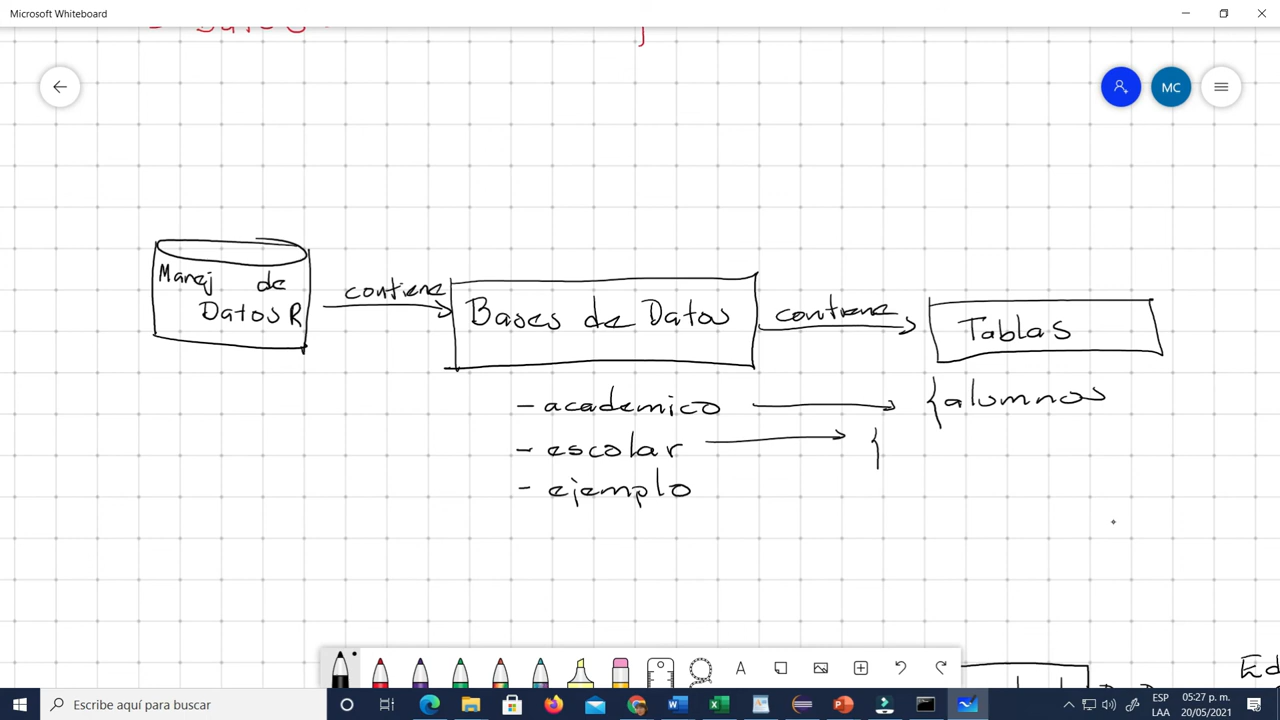 Microsoft Whiteboard
MC
Manej de
Datos R
contiene
Bases de Datos
contiene
Tablas
- academico
{alumnos
- escolar
{
- ejemplo
Ed
Escribe aquí para buscar
ESP
LAA
05:27 p. m.
20/05/2021